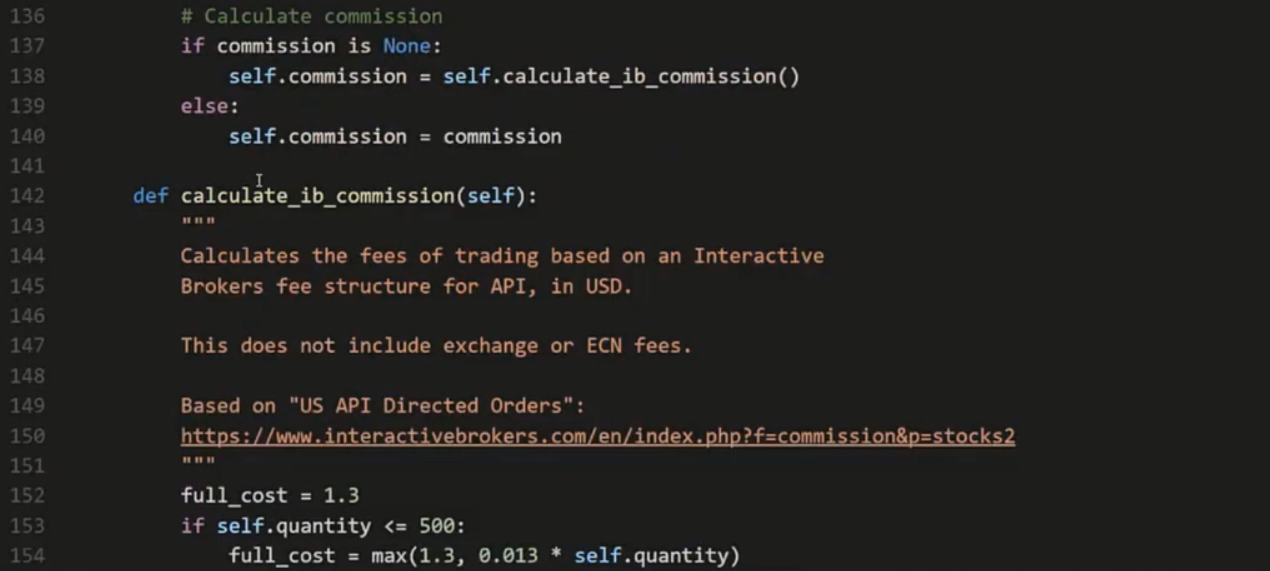 136 # Calculate commission
137 if commission is None:
138 self.commission = self.calculate_ib_commission()
139 else:
140 self.commission = commission
141
142 def calculate_ib_commission(self):
143 """
144 Calculates the fees of trading based on an Interactive
145 Brokers fee structure for API, in USD.
146
147 This does not include exchange or ECN fees.
148
149 Based on "US API Directed Orders":
150 https://www.interactivebrokers.com/en/index.php?f=commission&p=stocks2
151 """
152 full_cost = 1.3
153 if self.quantity <= 500:
154 full_cost = max(1.3, 0.013 * self.quantity)